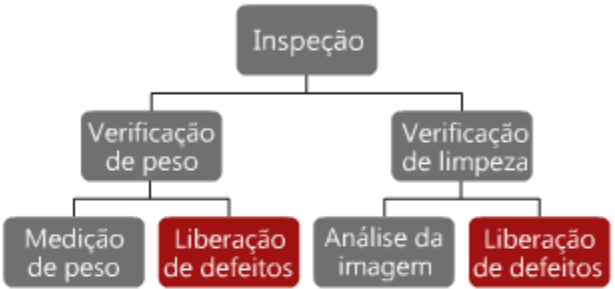 Inspeção
Verificação
de peso
Verificação
de limpeza
Medição
de peso
Liberação
de defeitos
Análise da
imagem
Liberação
de defeitos